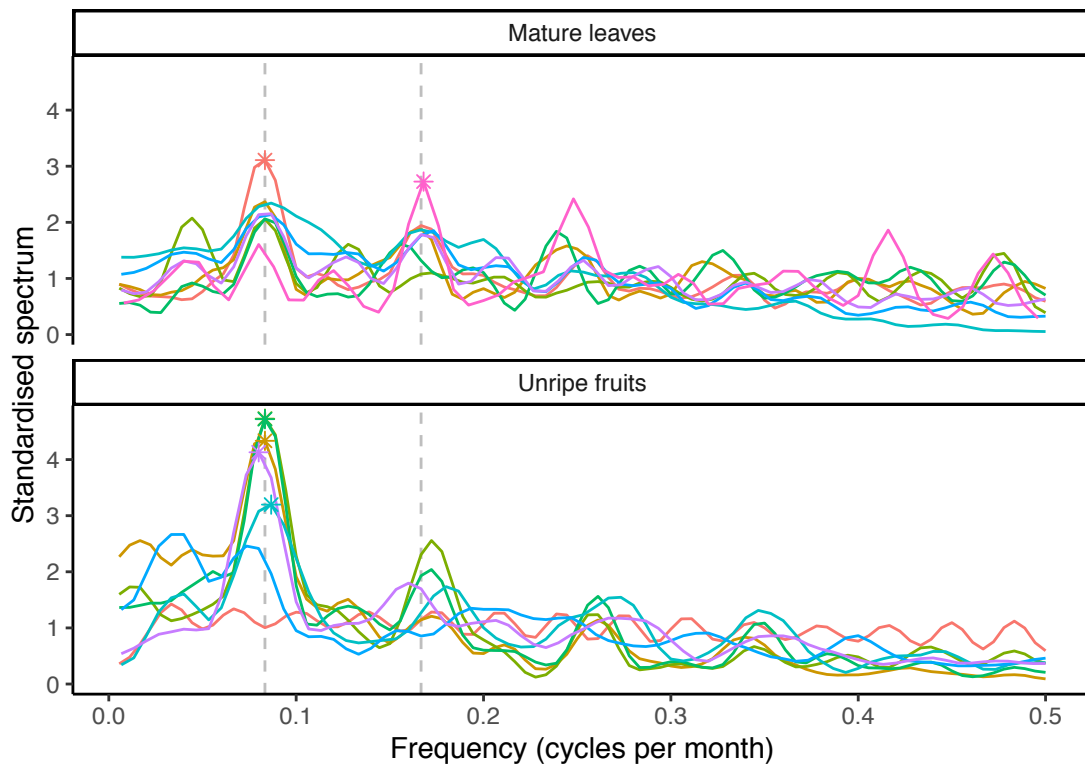 Mature leaves
4
3
2
1
0
Unripe fruits
4
3
2
1
0
Standardised spectrum
0.0 0.1 0.2 0.3 0.4 0.5
Frequency (cycles per month)